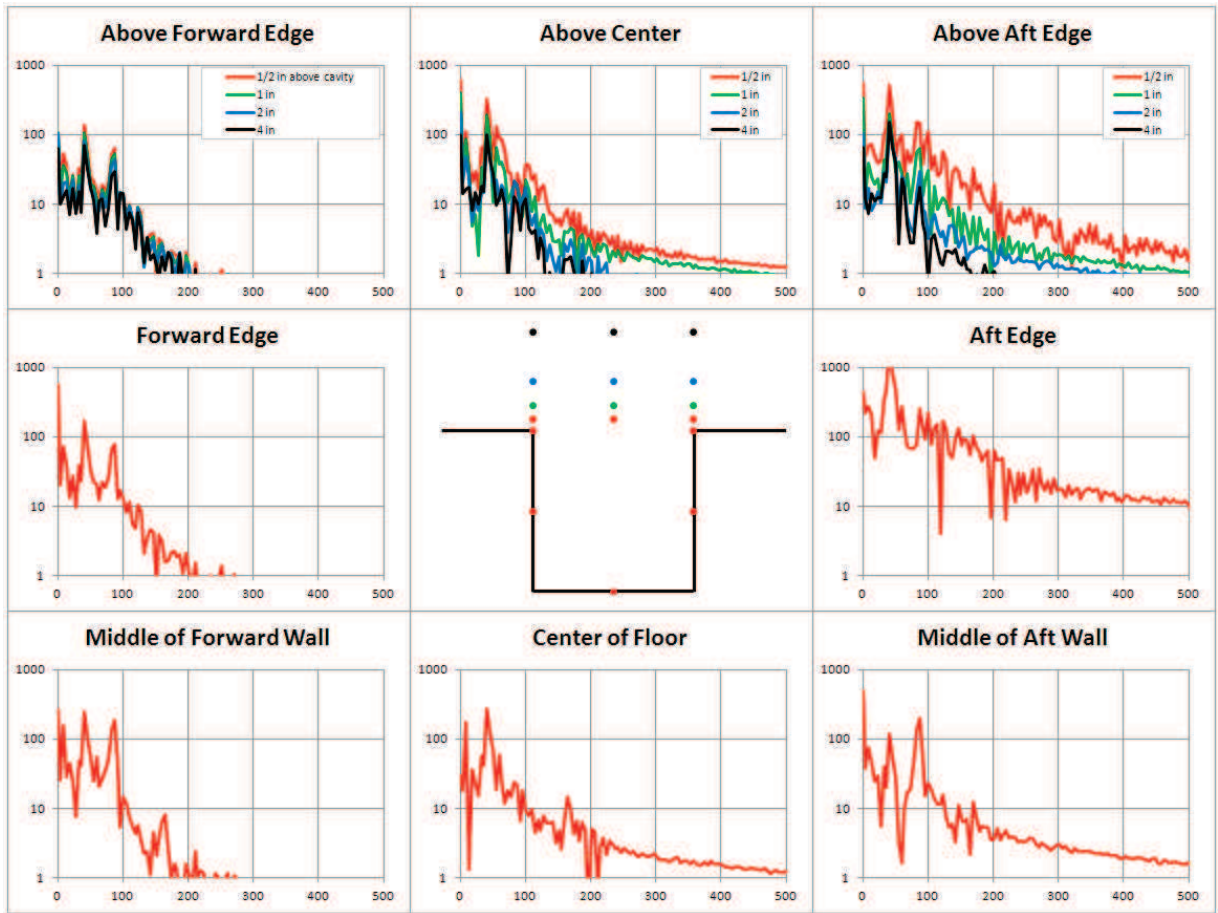 Above Forward Edge
1000
100
10
1
0 100 200 300 400 500
1/2 in above cavity
1 in
2 in
4 in
Above Center
1000
100
10
1
0 100 200 300 400 500
1/2 in
1 in
2 in
4 in
Above Aft Edge
1000
100
10
1
0 100 200 300 400 500
1/2 in
1 in
2 in
4 in
Forward Edge
1000
100
10
1
0 100 200 300 400 500
Aft Edge
1000
100
10
1
0 100 200 300 400 500
Middle of Forward Wall
1000
100
10
1
0 100 200 300 400 500
Center of Floor
1000
100
10
1
0 100 200 300 400 500
Middle of Aft Wall
1000
100
10
1
0 100 200 300 400 500